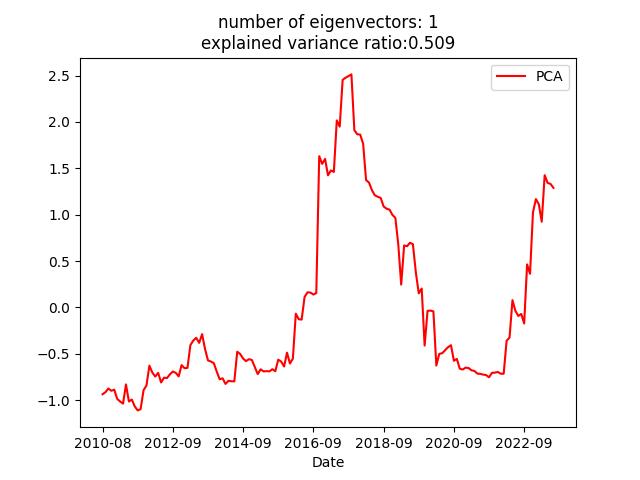 number of eigenvectors: 1
explained variance ratio:0.509
PCA
2.5
2.0
1.5
1.0
0.5
0.0
−0.5
−1.0
2010-08 2012-09 2014-09 2016-09 2018-09 2020-09 2022-09
Date